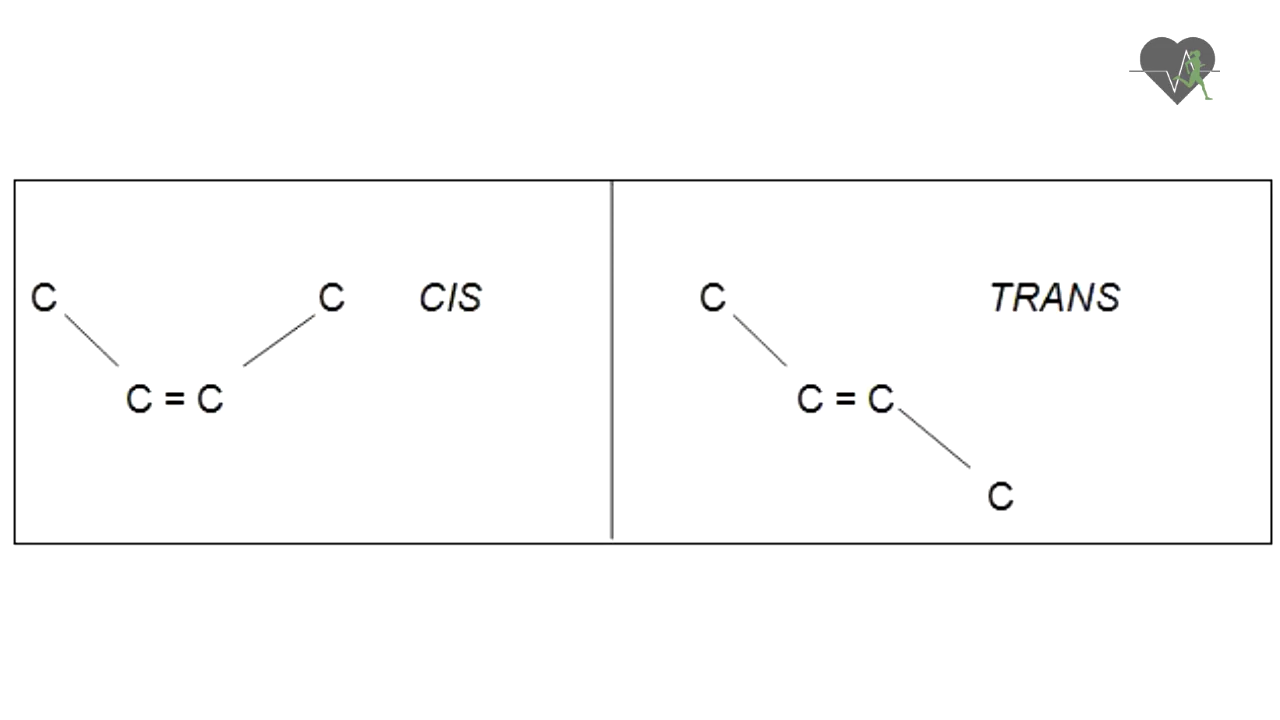 C C CIS
C = C
C TRANS
C = C
C